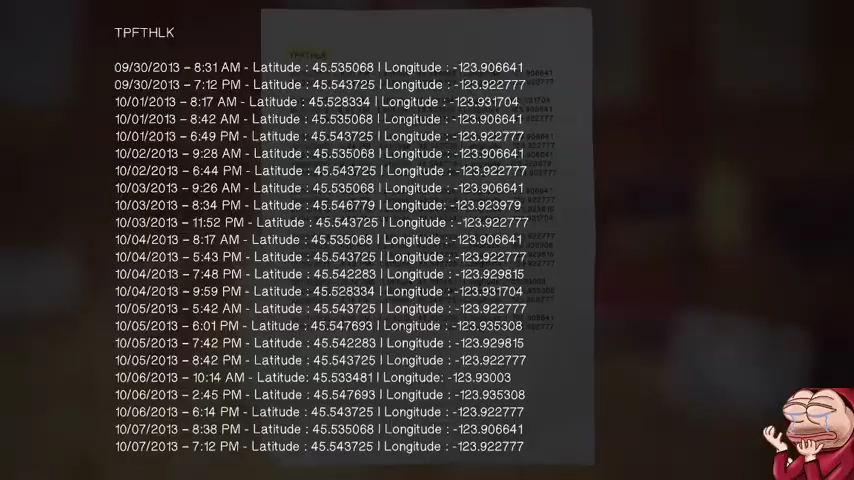 TPFTHLK
09/30/2013 – 8:31 AM - Latitude : 45.535068 | Longitude : -123.906641
09/30/2013 – 7:12 PM - Latitude : 45.543725 | Longitude : -123.922777
10/01/2013 – 8:17 AM - Latitude : 45.528334 | Longitude : -123.931704
10/01/2013 – 8:42 AM - Latitude : 45.535068 | Longitude : -123.906641
10/01/2013 – 6:49 PM - Latitude : 45.543725 | Longitude : -123.922777
10/02/2013 – 9:28 AM - Latitude : 45.535068 | Longitude : -123.906641
10/02/2013 – 6:44 PM - Latitude : 45.543725 | Longitude : -123.922777
10/03/2013 – 9:26 AM - Latitude : 45.535068 | Longitude : -123.906641
10/03/2013 – 8:34 PM - Latitude : 45.546779 | Longitude: -123.923979
10/03/2013 – 11:52 PM - Latitude : 45.543725 | Longitude : -123.922777
10/04/2013 – 8:17 AM - Latitude : 45.535068 | Longitude : -123.906641
10/04/2013 – 5:43 PM - Latitude : 45.543725 | Longitude : -123.922777
10/04/2013 – 7:48 PM - Latitude : 45.542283 | Longitude : -123.929815
10/04/2013 – 9:59 PM - Latitude : 45.528334 | Longitude : -123.931704
10/05/2013 – 5:42 AM - Latitude : 45.543725 | Longitude : -123.922777
10/05/2013 – 6:01 PM - Latitude : 45.547693 | Longitude : -123.935308
10/05/2013 – 7:42 PM - Latitude : 45.542283 | Longitude : -123.929815
10/05/2013 – 8:42 PM - Latitude : 45.543725 | Longitude : -123.922777
10/06/2013 – 10:14 AM - Latitude: 45.533481 | Longitude: -123.93003
10/06/2013 – 2:45 PM - Latitude : 45.547693 | Longitude : -123.935308
10/06/2013 – 6:14 PM - Latitude : 45.543725 | Longitude : -123.922777
10/07/2013 – 8:38 PM - Latitude : 45.535068 | Longitude : -123.906641
10/07/2013 – 7:12 PM - Latitude : 45.543725 | Longitude : -123.922777